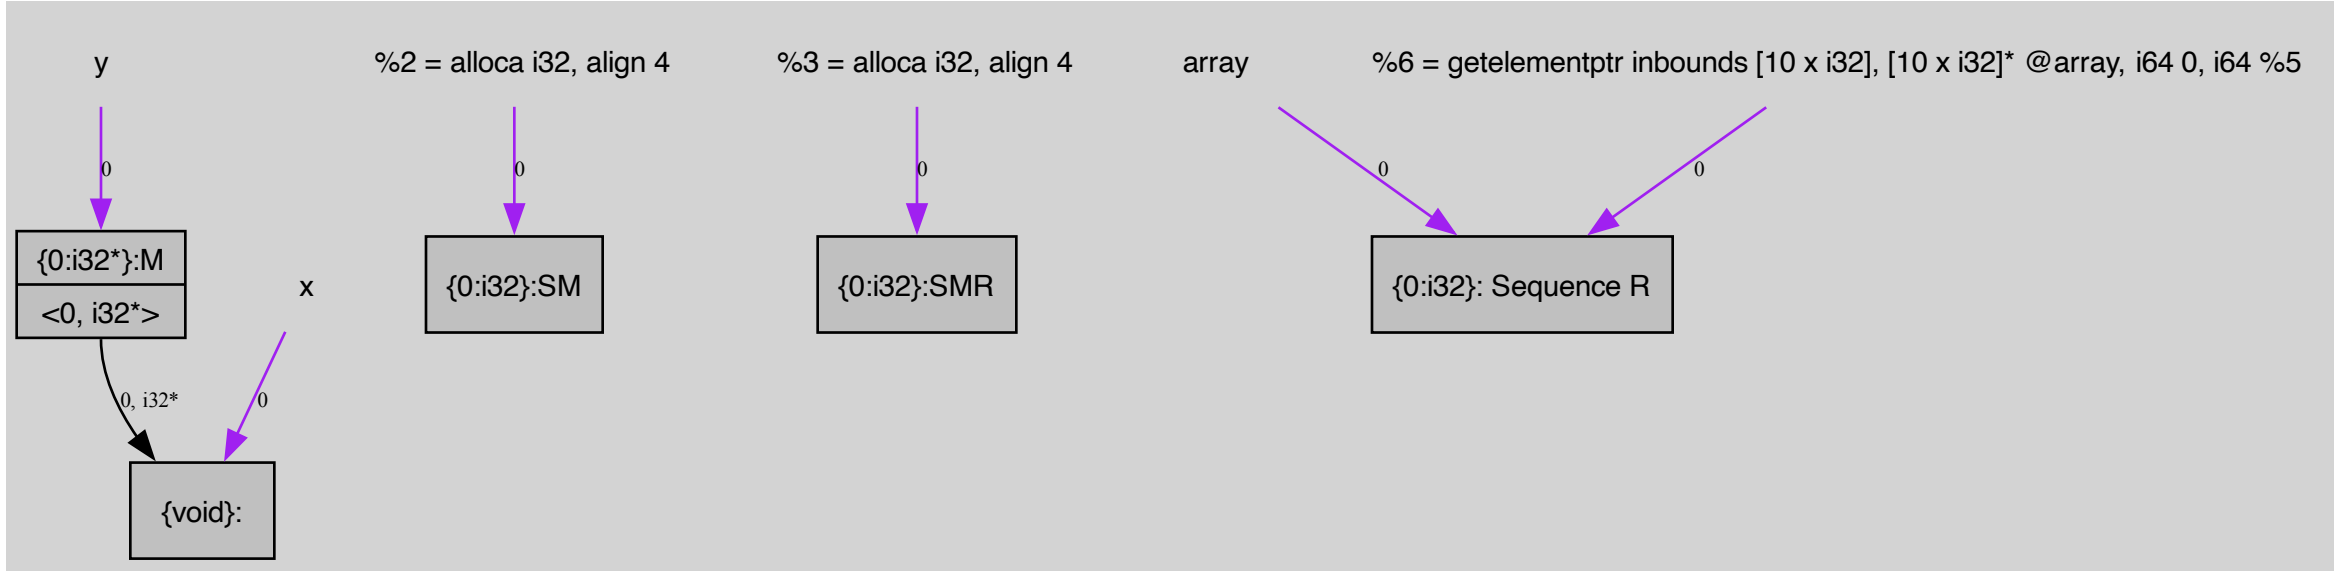 y
%2 = alloca i32, align 4
%3 = alloca i32, align 4
array
%6 = getelementptr inbounds [10 x i32], [10 x i32]* @array, i64 0, i64 %5
0
0
0
0
0
{0:i32*}:M
<0, i32*>
x
{0:i32}:SM
{0:i32}:SMR
{0:i32}: Sequence R
0, i32*
0
{void}: